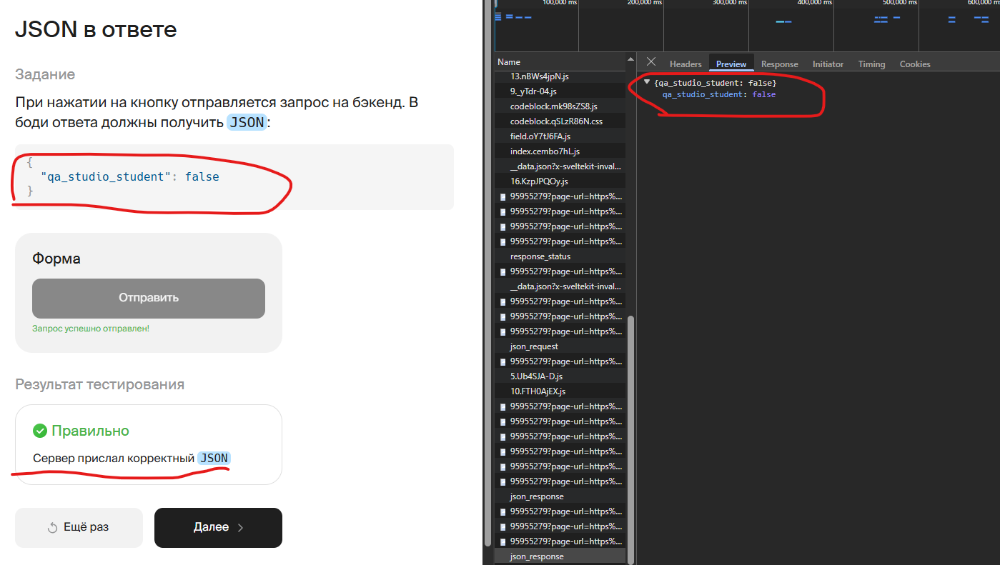 JSON в ответе
Задание
При нажатии на кнопку отправляется запрос на бэкенд. В
боди ответа должны получить JSON:
{
"qa_studio_student": false
}
Форма
Отправить
Запрос успешно отправлен!
Результат тестирования
Правильно
Сервер прислал корректный JSON
Ещё раз
Далее
100,000 ms
200,000 ms
300,000 ms
400,000 ms
500,000 ms
600,000 ms
Name
13.nBWs4jpN.js
9._yTdr-04.js
codeblock.mk98sZS8.js
codeblock.qSLzR86N.css
field.oY7tJ6FA.js
index.cembo7hL.js
__data.json?x-sveltekit-inval...
16.KzpJPQOy.js
95955279?page-url=https%...
95955279?page-url=https%...
95955279?page-url=https%...
95955279?page-url=https%...
response_status
95955279?page-url=https%...
__data.json?x-sveltekit-inval...
95955279?page-url=https%...
95955279?page-url=https%...
95955279?page-url=https%...
json_request
95955279?page-url=https%...
5.Ub4SJA-D.js
10.FTH0AjEX.js
95955279?page-url=https%...
95955279?page-url=https%...
95955279?page-url=https%...
95955279?page-url=https%...
95955279?page-url=https%...
95955279?page-url=https%...
json_response
95955279?page-url=https%...
95955279?page-url=https%...
95955279?page-url=https%...
json_response
Headers Preview Response Initiator Timing Cookies
{qa_studio_student: false}
qa_studio_student: false